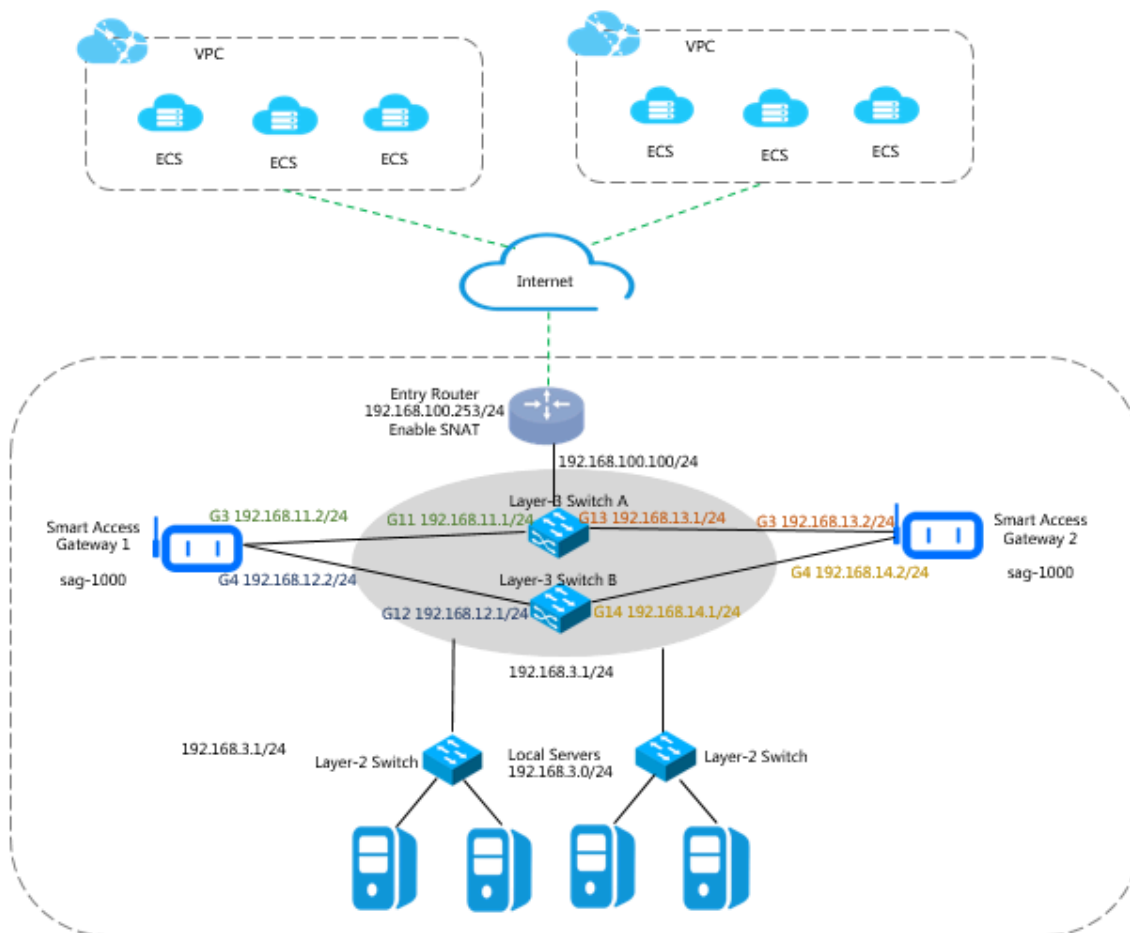 VPC
VPC
ECS
ECS
ECS
ECS
ECS
ECS
Internet
Entry Router
192.168.100.253/24
Enable SNAT
192.168.100.100/24
Layer-3 Switch A
Smart Access
Gateway 1
sag-1000
G3 192.168.11.2/24
G11 192.168.11.1/24
G13 192.168.13.1/24
G3 192.168.13.2/24
Smart Access
Gateway 2
sag-1000
G4 192.168.12.2/24
Layer-3 Switch B
G4 192.168.14.2/24
G12 192.168.12.1/24
G14 192.168.14.1/24
192.168.3.1/24
192.168.3.1/24
Layer-2 Switch
Local Servers
192.168.3.0/24
Layer-2 Switch